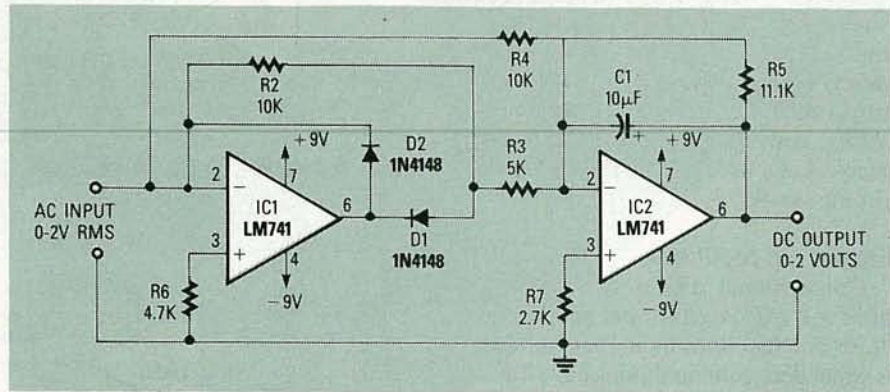 R4
10K
R2
10K
C1
10µF
+
R5
11.1K
+9V
D2
1N4148
R3
5K
+9V
2
−
7
IC1
LM741
6
D1
1N4148
2
−
7
IC2
LM741
6
AC INPUT
0-2V RMS
3
+
4
−9V
3
+
4
−9V
DC OUTPUT
0-2 VOLTS
R6
4.7K
R7
2.7K